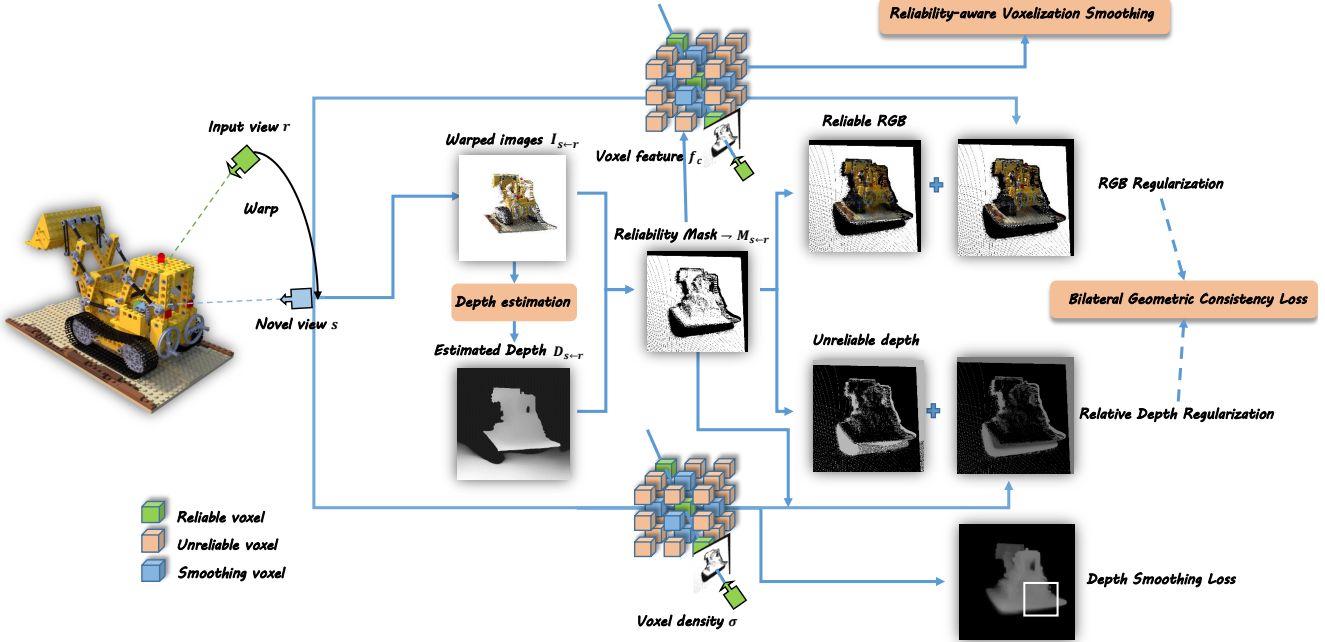 Reliability-aware Voxelization Smoothing
Input view r
Warp
Novel view s
Warped images I_{s←r}
Depth estimation
Estimated Depth D_{s←r}
Voxel feature f_c
Reliability Mask → M_{s←r}
Reliable RGB
RGB Regularization
Bilateral Geometric Consistency Loss
Unreliable depth
Relative Depth Regularization
Reliable voxel
Unreliable voxel
Smoothing voxel
Voxel density σ
Depth Smoothing Loss